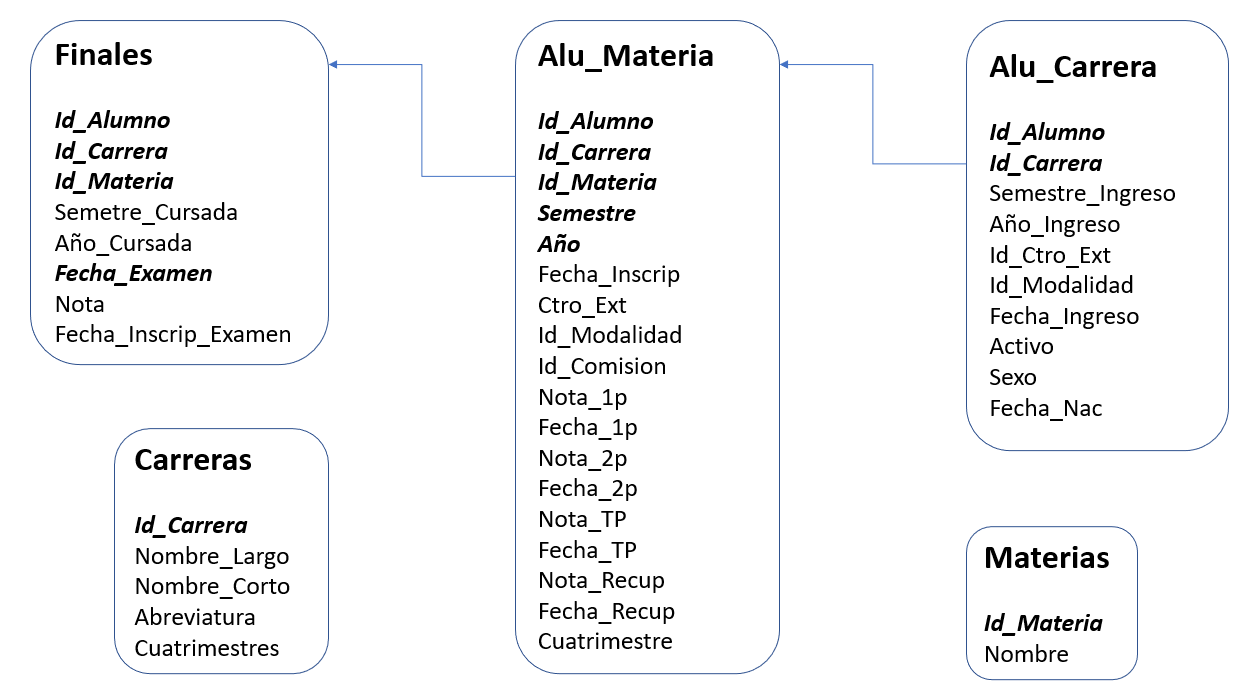 Finales
Id_Alumno
Id_Carrera
Id_Materia
Semetre_Cursada
Año_Cursada
Fecha_Examen
Nota
Fecha_Inscrip_Examen
Alu_Materia
Id_Alumno
Id_Carrera
Id_Materia
Semestre
Año
Fecha_Inscrip
Ctro_Ext
Id_Modalidad
Id_Comision
Nota_1p
Fecha_1p
Nota_2p
Fecha_2p
Nota_TP
Fecha_TP
Nota_Recup
Fecha_Recup
Cuatrimestre
Alu_Carrera
Id_Alumno
Id_Carrera
Semestre_Ingreso
Año_Ingreso
Id_Ctro_Ext
Id_Modalidad
Fecha_Ingreso
Activo
Sexo
Fecha_Nac
Carreras
Id_Carrera
Nombre_Largo
Nombre_Corto
Abreviatura
Cuatrimestres
Materias
Id_Materia
Nombre